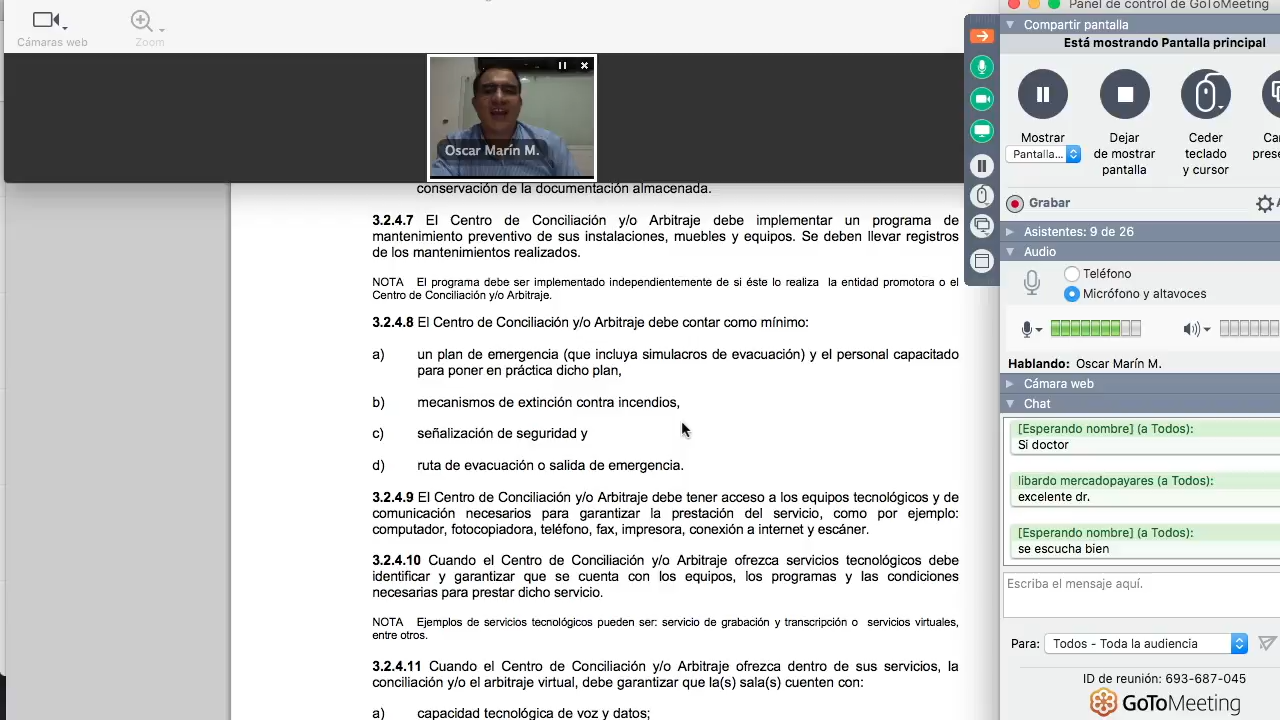 Cámaras web
Zoom
Oscar Marín M.
conservación de la documentación almacenada.
3.2.4.7 El Centro de Conciliación y/o Arbitraje debe implementar un programa de
mantenimiento preventivo de sus instalaciones, muebles y equipos. Se deben llevar registros
de los mantenimientos realizados.
NOTA El programa debe ser implementado independientemente de si éste lo realiza la entidad promotora o el
Centro de Conciliación y/o Arbitraje.
3.2.4.8 El Centro de Conciliación y/o Arbitraje debe contar como mínimo:
a) un plan de emergencia (que incluya simulacros de evacuación) y el personal capacitado
para poner en práctica dicho plan,
b) mecanismos de extinción contra incendios,
c) señalización de seguridad y
d) ruta de evacuación o salida de emergencia.
3.2.4.9 El Centro de Conciliación y/o Arbitraje debe tener acceso a los equipos tecnológicos y de
comunicación necesarios para garantizar la prestación del servicio, como por ejemplo:
computador, fotocopiadora, teléfono, fax, impresora, conexión a internet y escáner.
3.2.4.10 Cuando el Centro de Conciliación y/o Arbitraje ofrezca servicios tecnológicos debe
identificar y garantizar que se cuenta con los equipos, los programas y las condiciones
necesarias para prestar dicho servicio.
NOTA Ejemplos de servicios tecnológicos pueden ser: servicio de grabación y transcripción o servicios virtuales,
entre otros.
3.2.4.11 Cuando el Centro de Conciliación y/o Arbitraje ofrezca dentro de sus servicios, la
conciliación y/o el arbitraje virtual, debe garantizar que la(s) sala(s) cuenten con:
a) capacidad tecnológica de voz y datos;
Panel de control de GoToMeeting
Compartir pantalla
Está mostrando Pantalla principal
Mostrar
Pantalla...
Dejar
de mostrar
pantalla
Ceder
teclado
y cursor
Grabar
Asistentes: 9 de 26
Audio
Teléfono
Micrófono y altavoces
Hablando: Oscar Marín M.
Cámara web
Chat
[Esperando nombre] (a Todos):
Si doctor
libardo mercadopayares (a Todos):
excelente dr.
[Esperando nombre] (a Todos):
se escucha bien
Escriba el mensaje aquí.
Para: Todos - Toda la audiencia
ID de reunión: 693-687-045
GoToMeeting